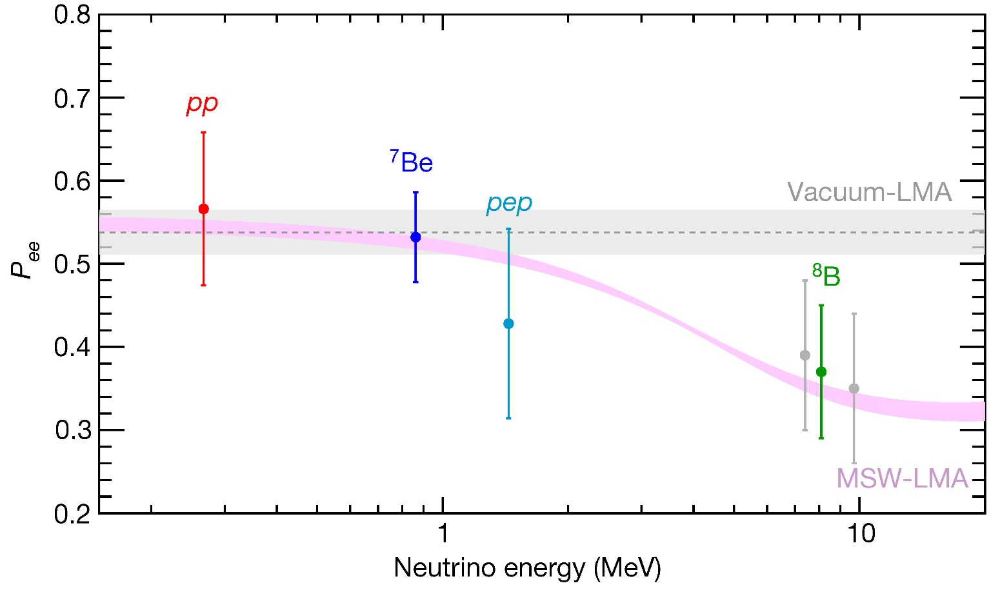 0.8
0.7
0.6
0.5
0.4
0.3
0.2
P_ee
pp
⁷Be
pep
⁸B
Vacuum-LMA
MSW-LMA
1
10
Neutrino energy (MeV)